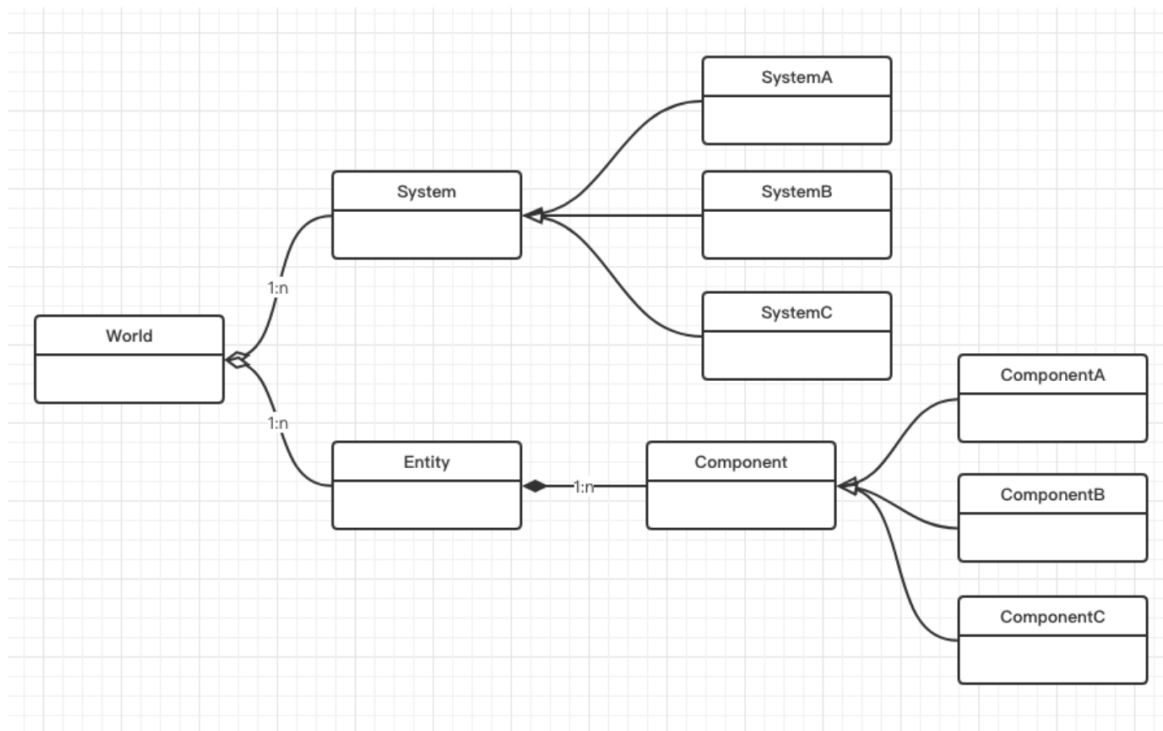 SystemA
System
SystemB
1:n
SystemC
World
ComponentA
1:n
Entity
1:n
Component
ComponentB
ComponentC